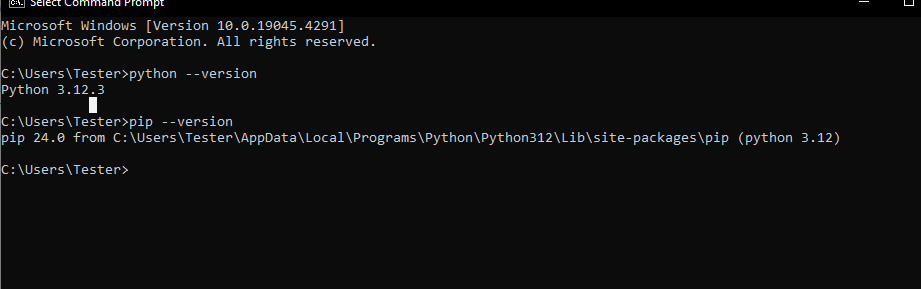 Select Command Prompt
Microsoft Windows [Version 10.0.19045.4291]
(c) Microsoft Corporation. All rights reserved.
C:\Users\Tester>python --version
Python 3.12.3
C:\Users\Tester>pip --version
pip 24.0 from C:\Users\Tester\AppData\Local\Programs\Python\Python312\Lib\site-packages\pip (python 3.12)
C:\Users\Tester>